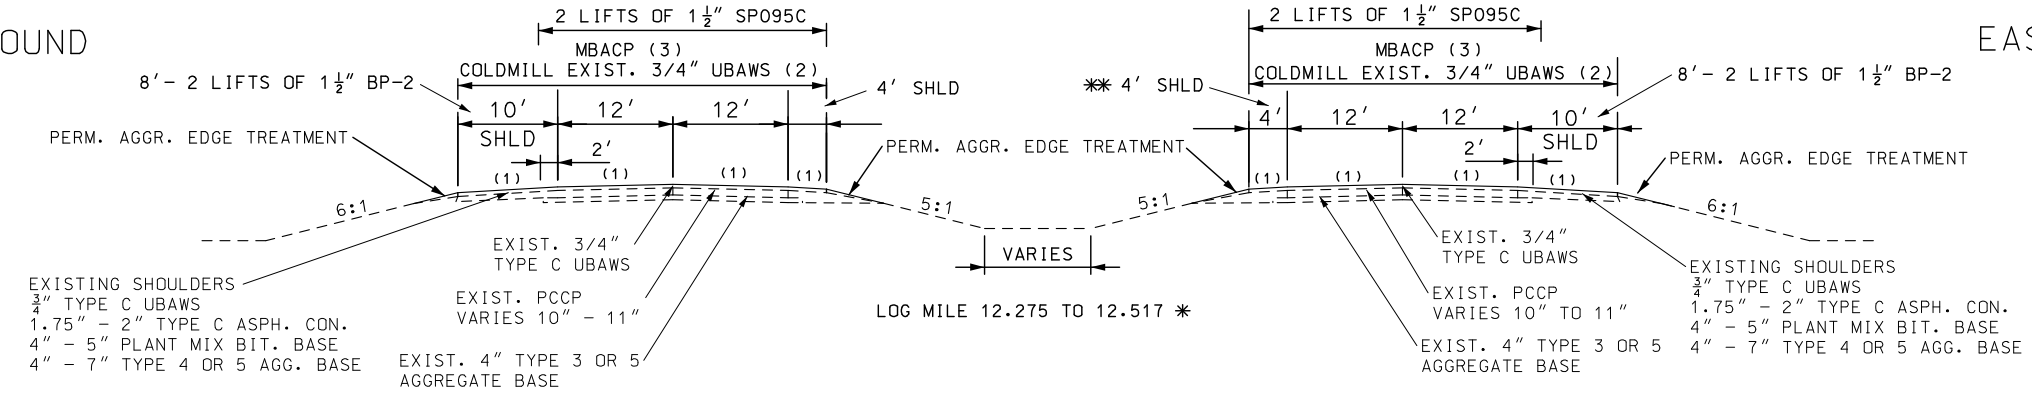 OUND
2 LIFTS OF 1½" SP095C
MBACP (3)
COLDMILL EXIST. 3/4" UBAWS (2)
8'- 2 LIFTS OF 1½" BP-2
4' SHLD
10'
12'
12'
SHLD
2'
PERM. AGGR. EDGE TREATMENT
PERM. AGGR. EDGE TREATMENT
(1)
(1)
(1)
(1)
6:1
5:1
EXIST. 3/4"
TYPE C UBAWS
EXISTING SHOULDERS
¾" TYPE C UBAWS
1.75" - 2" TYPE C ASPH. CON.
4" - 5" PLANT MIX BIT. BASE
4" - 7" TYPE 4 OR 5 AGG. BASE
EXIST. PCCP
VARIES 10" - 11"
EXIST. 4" TYPE 3 OR 5
AGGREGATE BASE
VARIES
LOG MILE 12.275 TO 12.517 *
EAS
2 LIFTS OF 1½" SP095C
MBACP (3)
COLDMILL EXIST. 3/4" UBAWS (2)
** 4' SHLD
8'- 2 LIFTS OF 1½" BP-2
4'
12'
12'
10'
SHLD
2'
PERM. AGGR. EDGE TREATMENT
(1)
(1)
(1)
(1)
5:1
6:1
EXIST. 3/4"
TYPE C UBAWS
EXIST. PCCP
VARIES 10" TO 11"
EXIST. 4" TYPE 3 OR 5
AGGREGATE BASE
EXISTING SHOULDERS
¾" TYPE C UBAWS
1.75" - 2" TYPE C ASPH. CON.
4" - 5" PLANT MIX BIT. BASE
4" - 7" TYPE 4 OR 5 AGG. BASE